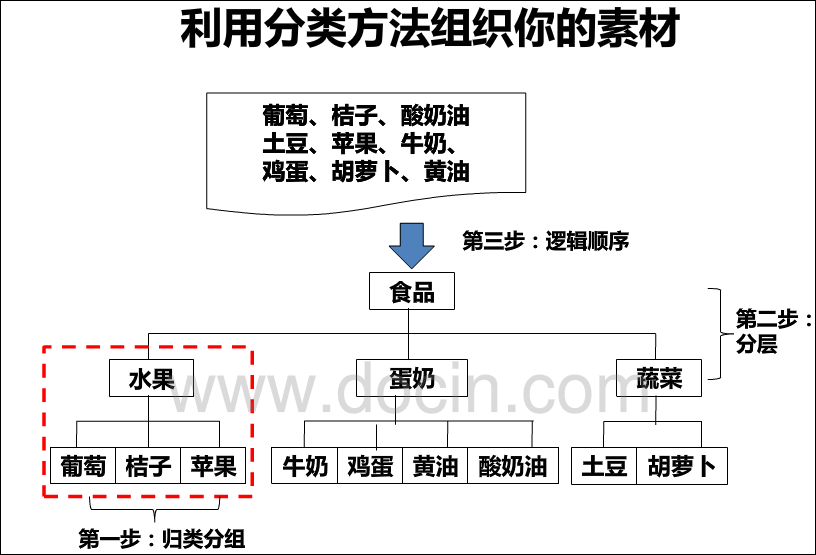 利用分类方法组织你的素材
葡萄、桔子、酸奶油
土豆、苹果、牛奶、
鸡蛋、胡萝卜、黄油
第三步：逻辑顺序
食品
第二步：
分层
水果
蛋奶
蔬菜
www.docin.com
葡萄 桔子 苹果
牛奶 鸡蛋 黄油 酸奶油
土豆 胡萝卜
第一步：归类分组